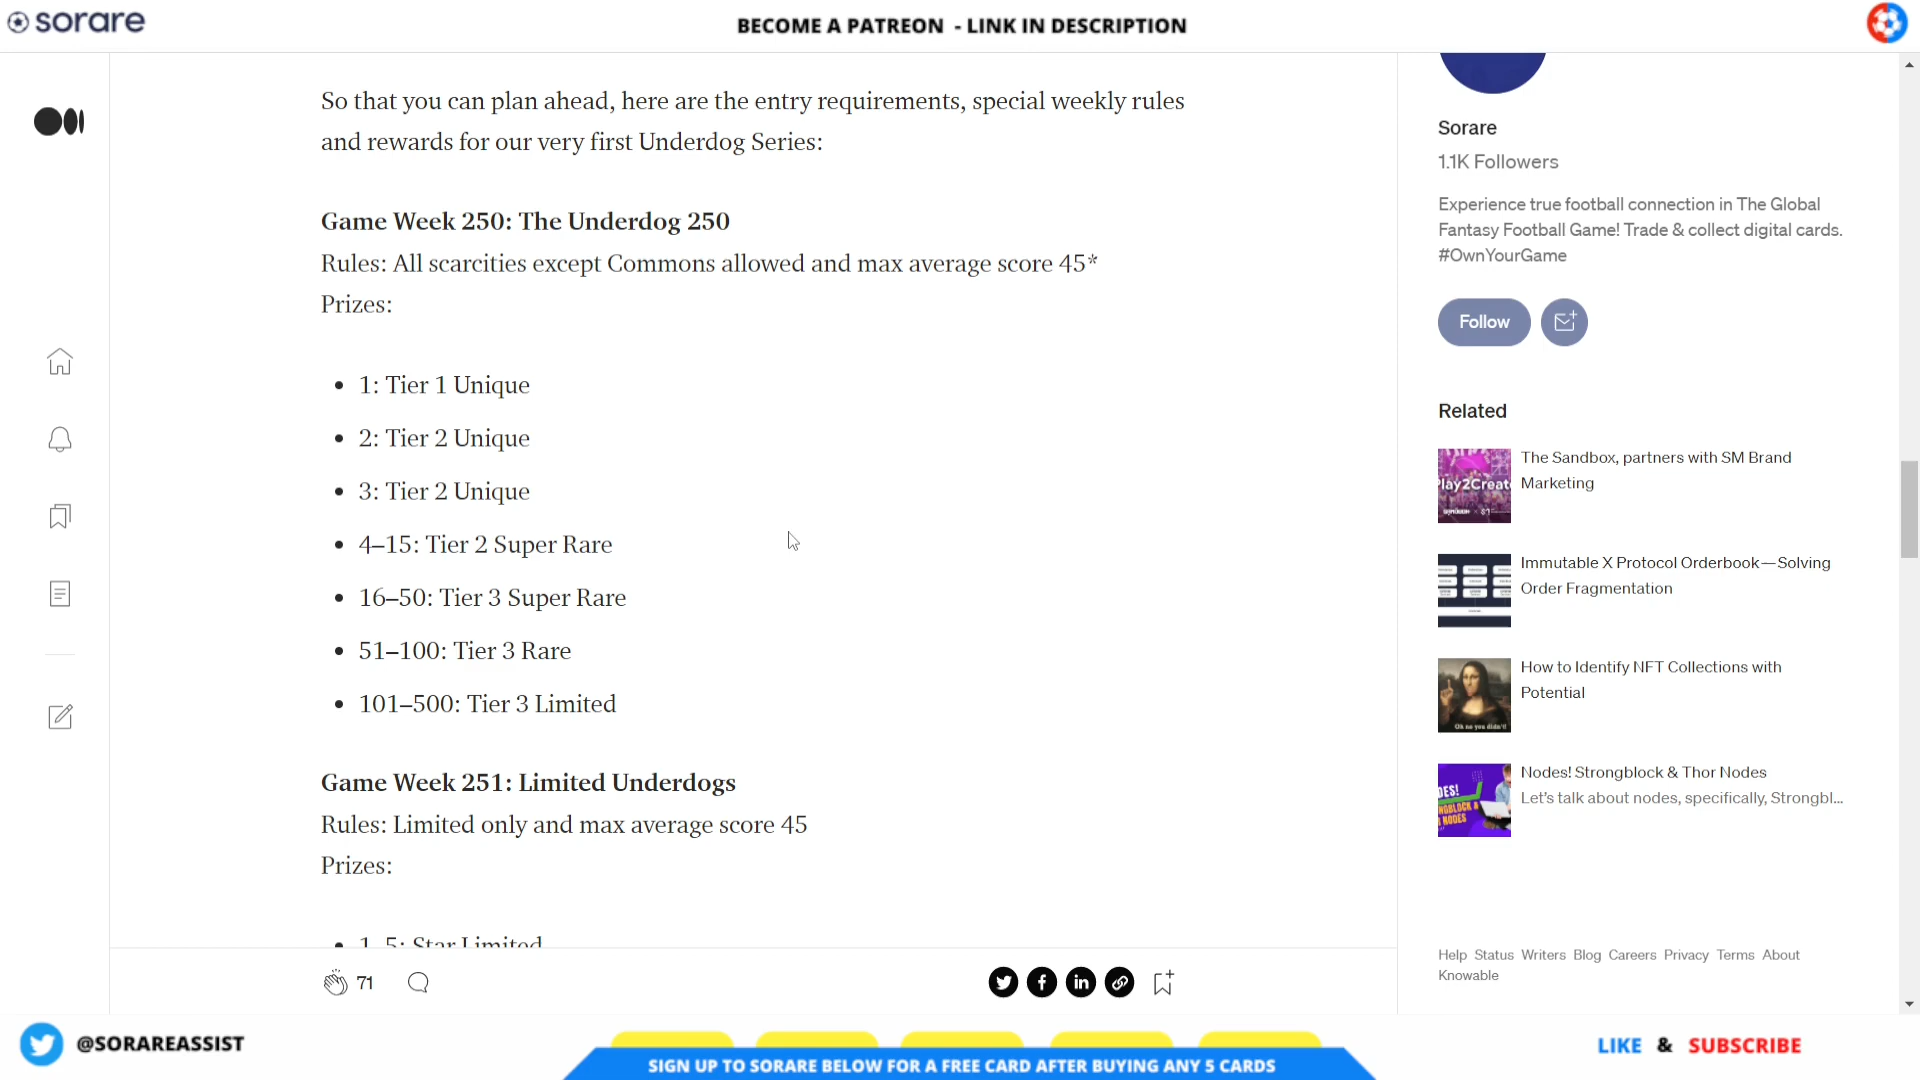 sorare
BECOME A PATREON - LINK IN DESCRIPTION
So that you can plan ahead, here are the entry requirements, special weekly rules
and rewards for our very first Underdog Series:
Game Week 250: The Underdog 250
Rules: All scarcities except Commons allowed and max average score 45*
Prizes:
• 1: Tier 1 Unique
• 2: Tier 2 Unique
• 3: Tier 2 Unique
• 4–15: Tier 2 Super Rare
• 16–50: Tier 3 Super Rare
• 51–100: Tier 3 Rare
• 101–500: Tier 3 Limited
Game Week 251: Limited Underdogs
Rules: Limited only and max average score 45
Prizes:
• 1–5: Star Limited
71
Sorare
1.1K Followers
Experience true football connection in The Global
Fantasy Football Game! Trade & collect digital cards.
#OwnYourGame
Follow
Related
The Sandbox, partners with SM Brand
Marketing
Immutable X Protocol Orderbook—Solving
Order Fragmentation
How to Identify NFT Collections with
Potential
Oh no you didn't!
Nodes! Strongblock & Thor Nodes
Let's talk about nodes, specifically, Strongbl...
Help Status Writers Blog Careers Privacy Terms About
Knowable
@SORAREASSIST
SIGN UP TO SORARE BELOW FOR A FREE CARD AFTER BUYING ANY 5 CARDS
LIKE & SUBSCRIBE